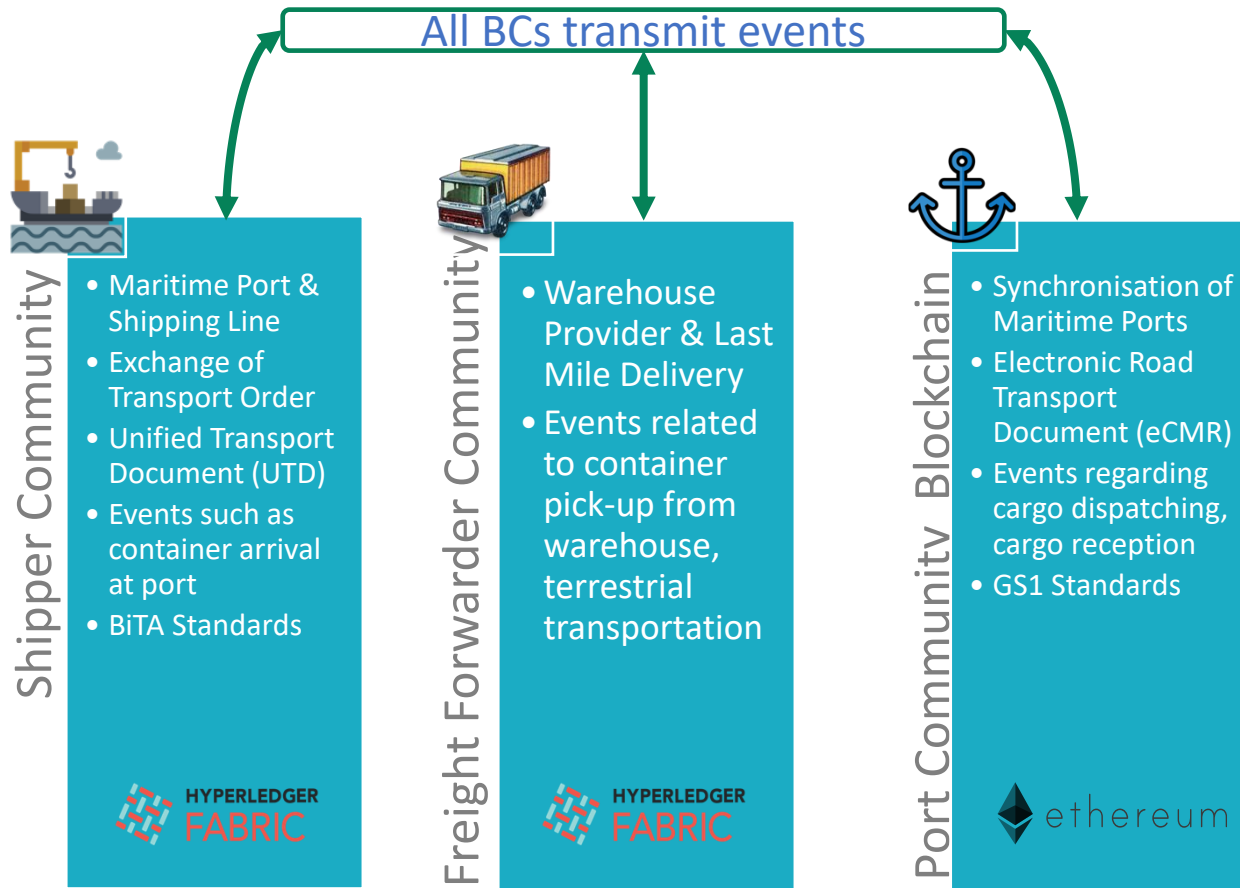 All BCs transmit events
Shipper Community
• Maritime Port &
Shipping Line
• Exchange of
Transport Order
• Unified Transport
Document (UTD)
• Events such as
container arrival
at port
• BiTA Standards
HYPERLEDGER
FABRIC
Freight Forwarder Community
• Warehouse
Provider & Last
Mile Delivery
• Events related
to container
pick-up from
warehouse,
terrestrial
transportation
HYPERLEDGER
FABRIC
Port Community Blockchain
• Synchronisation of
Maritime Ports
• Electronic Road
Transport
Document (eCMR)
• Events regarding
cargo dispatching,
cargo reception
• GS1 Standards
ethereum